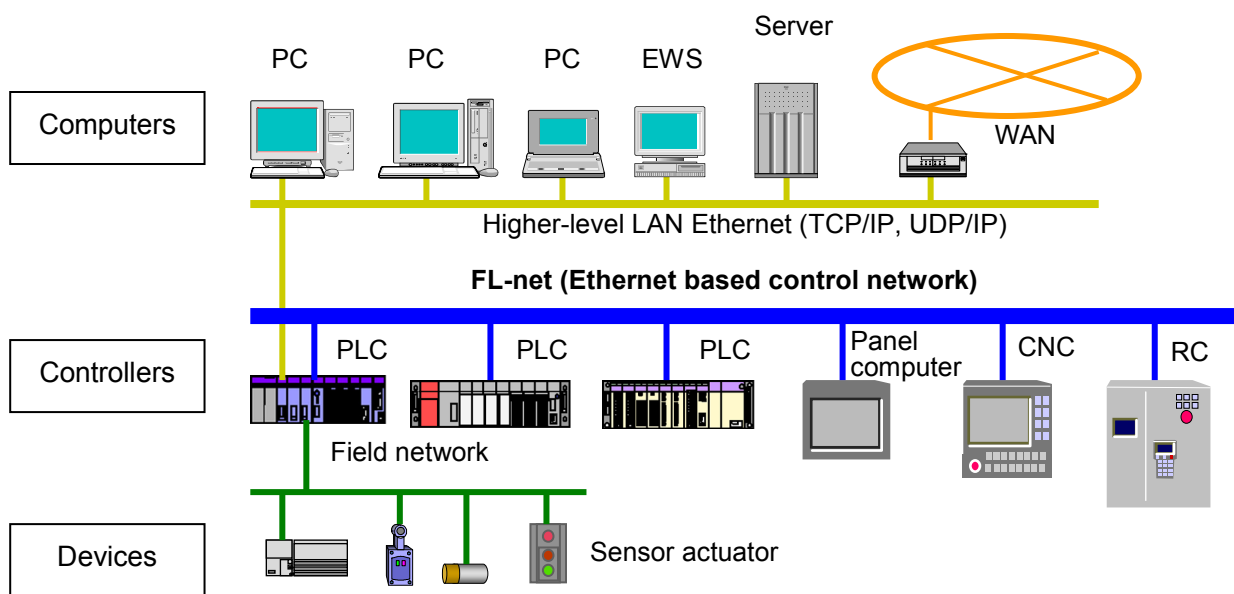 Server
PC
PC
PC
EWS
Computers
WAN
Higher-level LAN Ethernet (TCP/IP, UDP/IP)
FL-net (Ethernet based control network)
Controllers
PLC
PLC
PLC
Panel
computer
CNC
RC
Field network
Devices
Sensor actuator